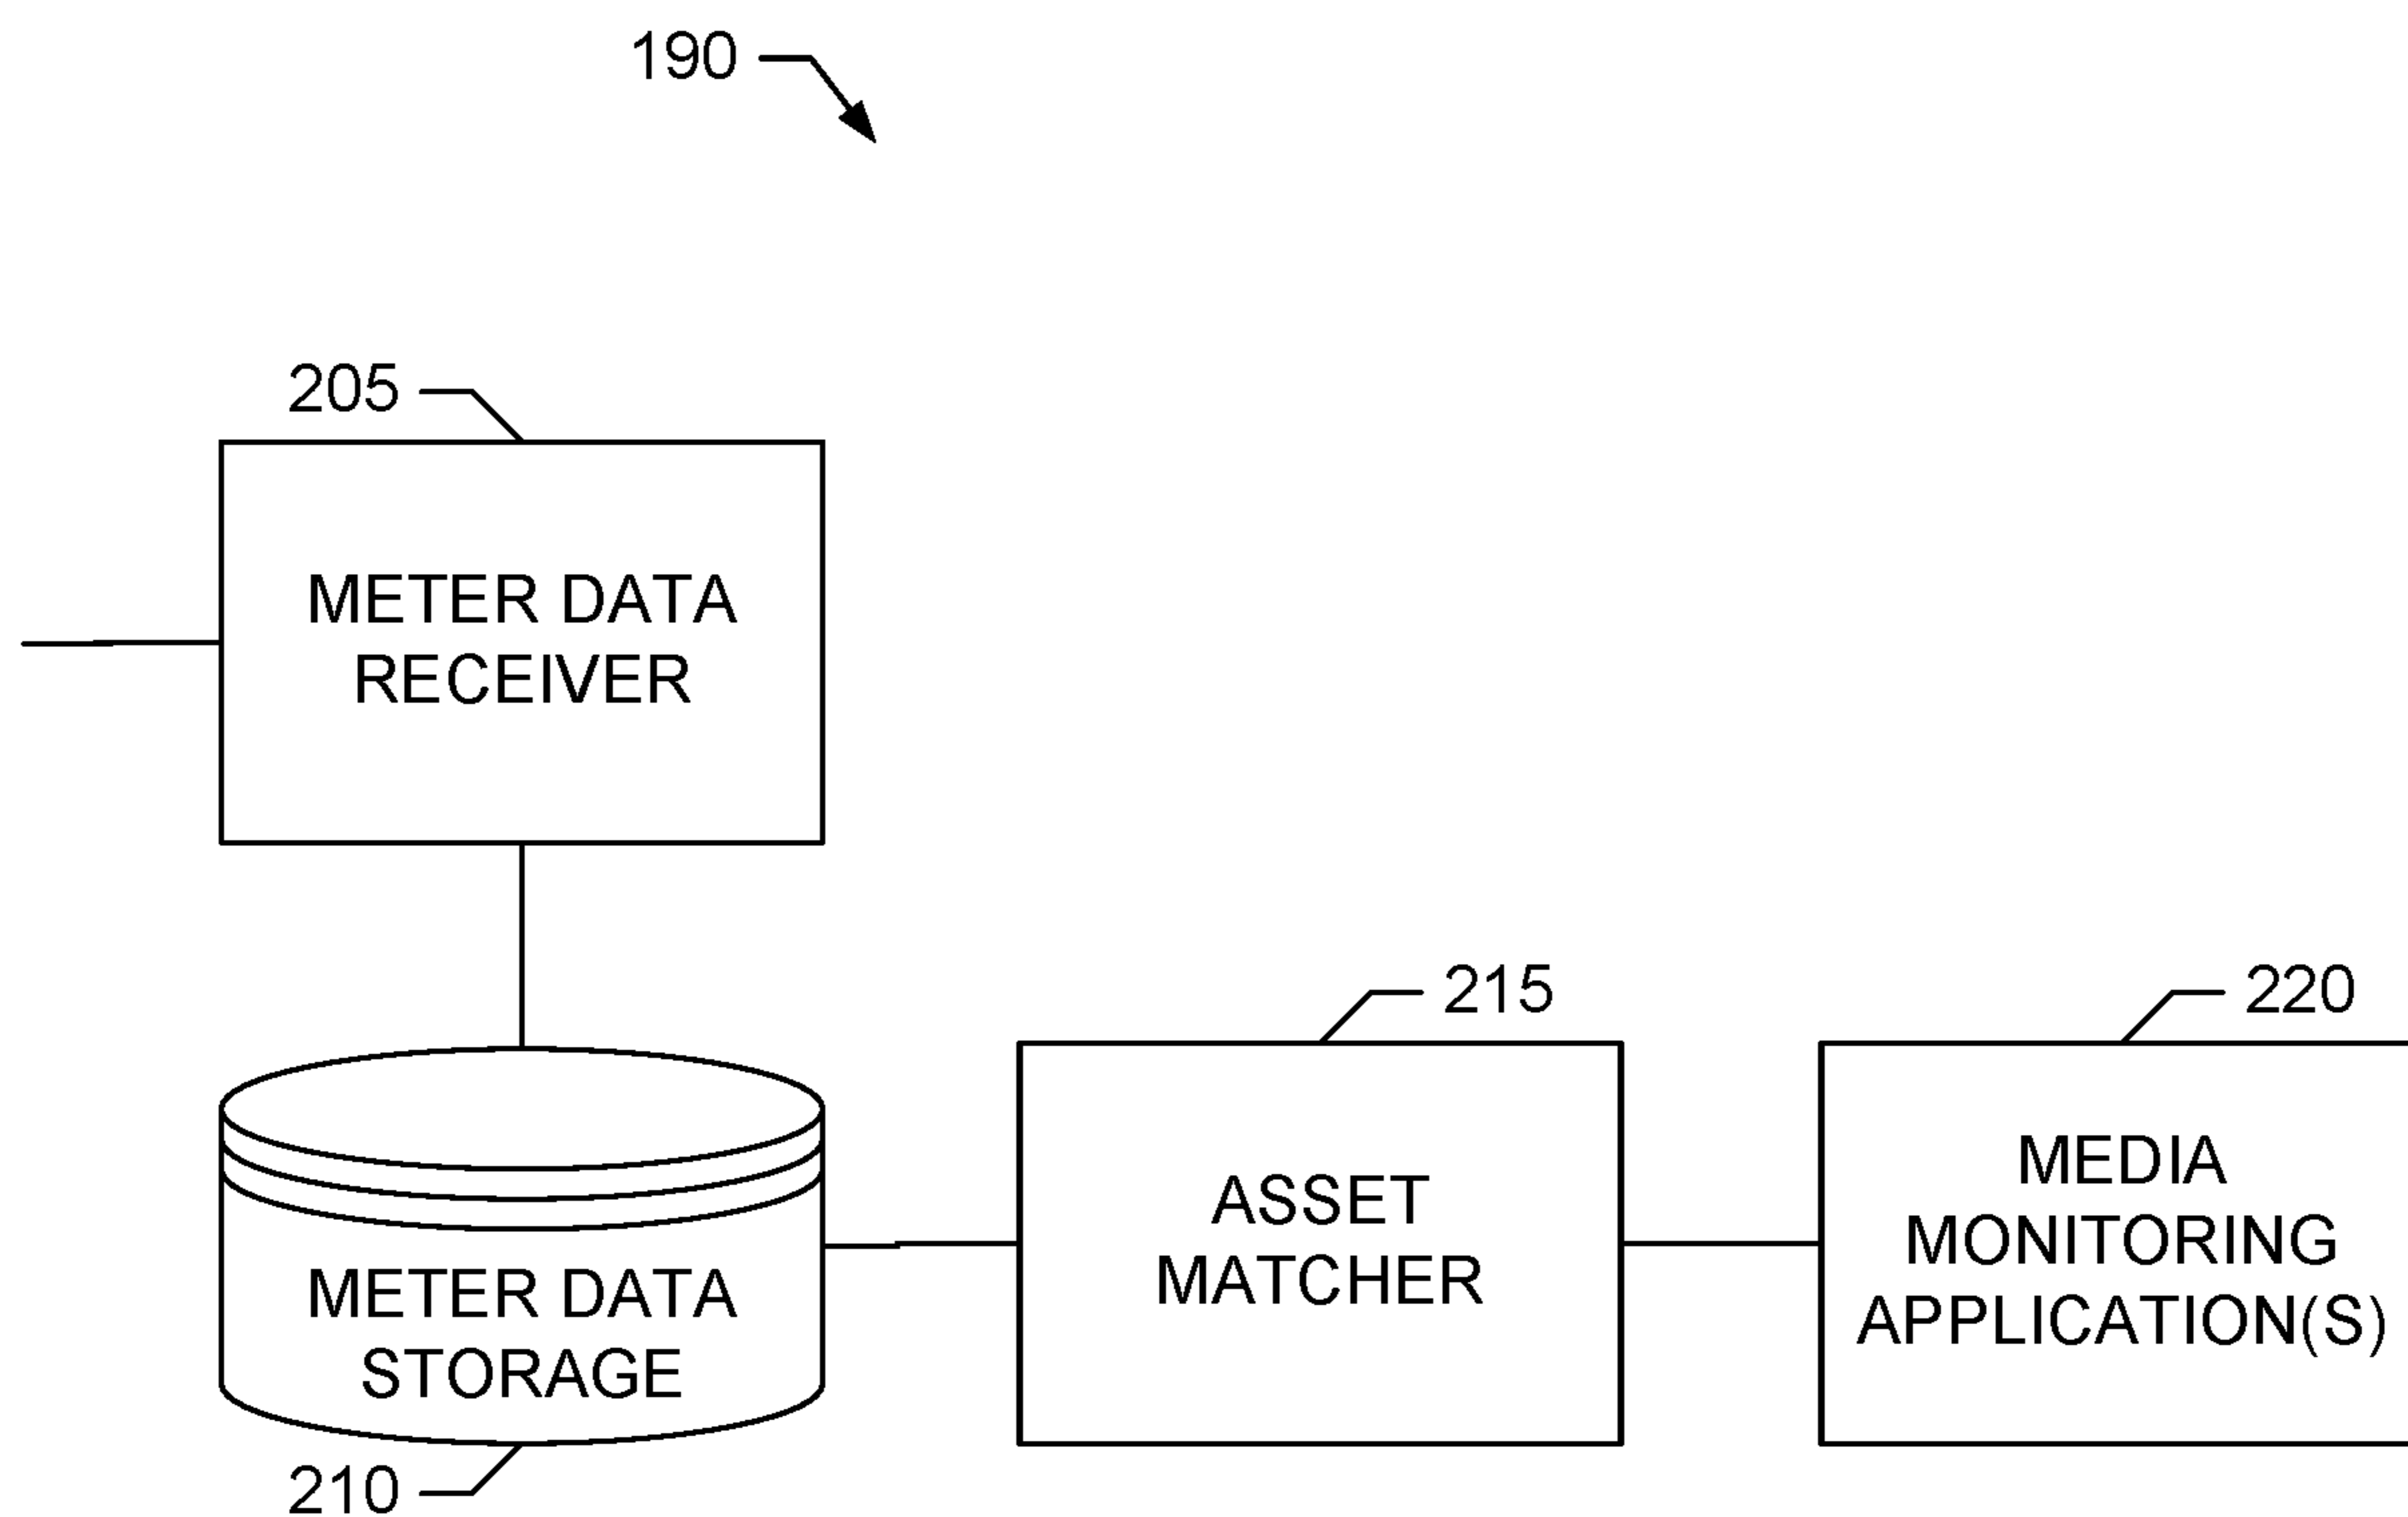 190
205
METER DATA
RECEIVER
215
220
ASSET
MATCHER
MEDIA
MONITORING
APPLICATION(S)
METER DATA
STORAGE
210